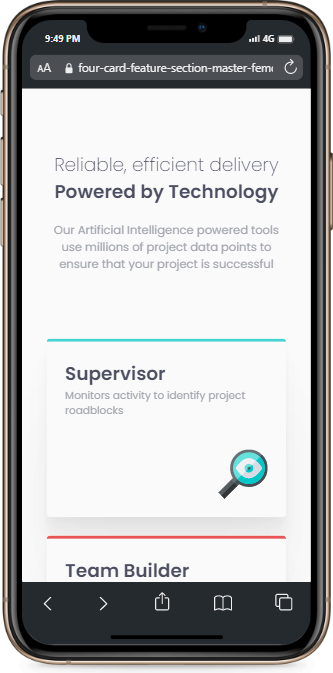 9:49 PM
4G
AA
four-card-feature-section-master-feme
Reliable, efficient delivery
Powered by Technology
Our Artificial Intelligence powered tools
use millions of project data points to
ensure that your project is successful
Supervisor
Monitors activity to identify project
roadblocks
Team Builder